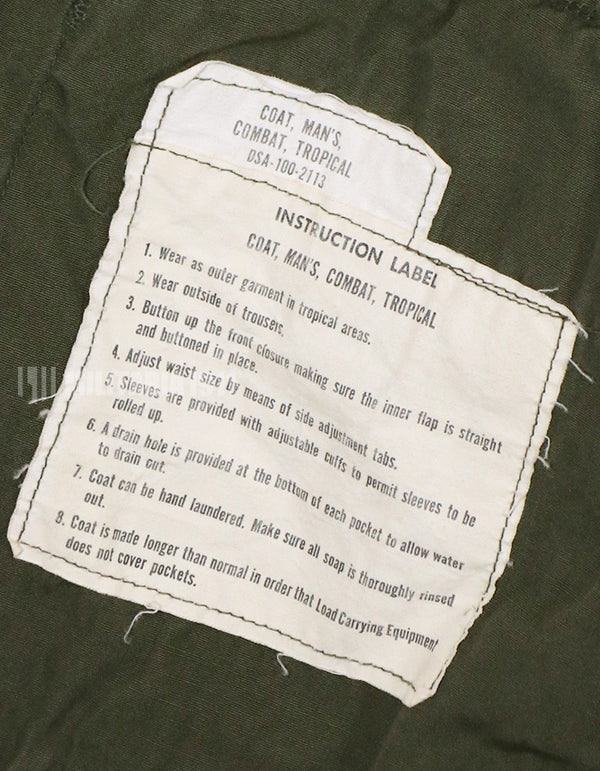 COAT, MAN'S,
COMBAT, TROPICAL
DSA-100-2113
INSTRUCTION LABEL
COAT, MAN'S, COMBAT, TROPICAL
1. Wear as outer garment in tropical areas.
2. Wear outside of trousers.
3. Button up the front closure making sure the inner flap is straight
and buttoned in place.
4. Adjust waist size by means of side adjustment tabs.
5. Sleeves are provided with adjustable cuffs to permit sleeves to be
rolled up.
6. A drain hole is provided at the bottom of each pocket to allow water
to drain out.
7. Coat can be hand laundered. Make sure all soap is thoroughly rinsed
out.
8. Coat is made longer than normal in order that Load Carrying Equipment
does not cover pockets.